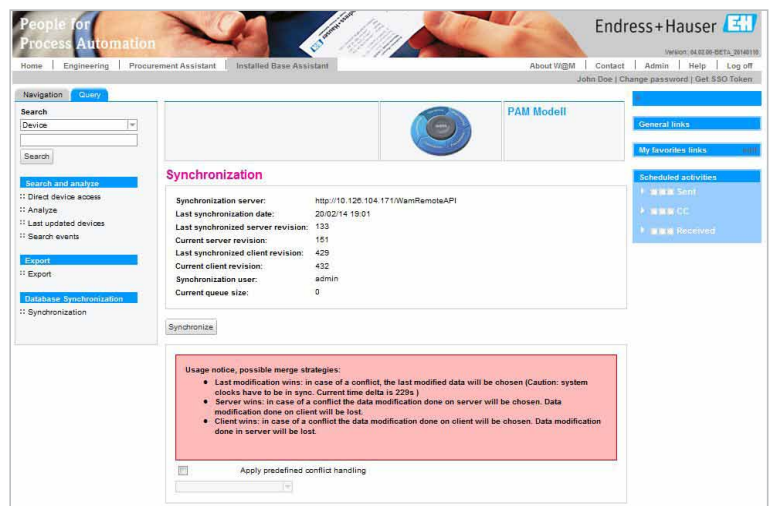 People for
Process Automation
Endress+Hauser EH
Version: 04.02.00-BETA_20140110
Home Engineering Procurement Assistant Installed Base Assistant About W@M Contact Admin Help Log off
John Doe | Change password | Get SSO Token
Navigation Query
Search
Device
Search
Search and analyze
:: Direct device access
:: Analyze
:: Last updated devices
:: Search events
Export
:: Export
Database Synchronization
:: Synchronization
PAM Modell
Synchronization
Synchronization server: http://10.126.104.171/WamRemoteAPI
Last synchronization date: 20/02/14 19:01
Last synchronized server revision: 133
Current server revision: 151
Last synchronized client revision: 429
Current client revision: 432
Synchronization user: admin
Current queue size: 0
Synchronize
Usage notice, possible merge strategies:
● Last modification wins: in case of a conflict, the last modified data will be chosen (Caution: system
clocks have to be in sync. Current time delta is 229s )
● Server wins: in case of a conflict the data modification done on server will be chosen. Data
modification done on client will be lost.
● Client wins: in case of a conflict the data modification done on client will be chosen. Data modification
done in server will be lost.
Apply predefined conflict handling
General links
My favorites links
Scheduled activities
Sent
CC
Received